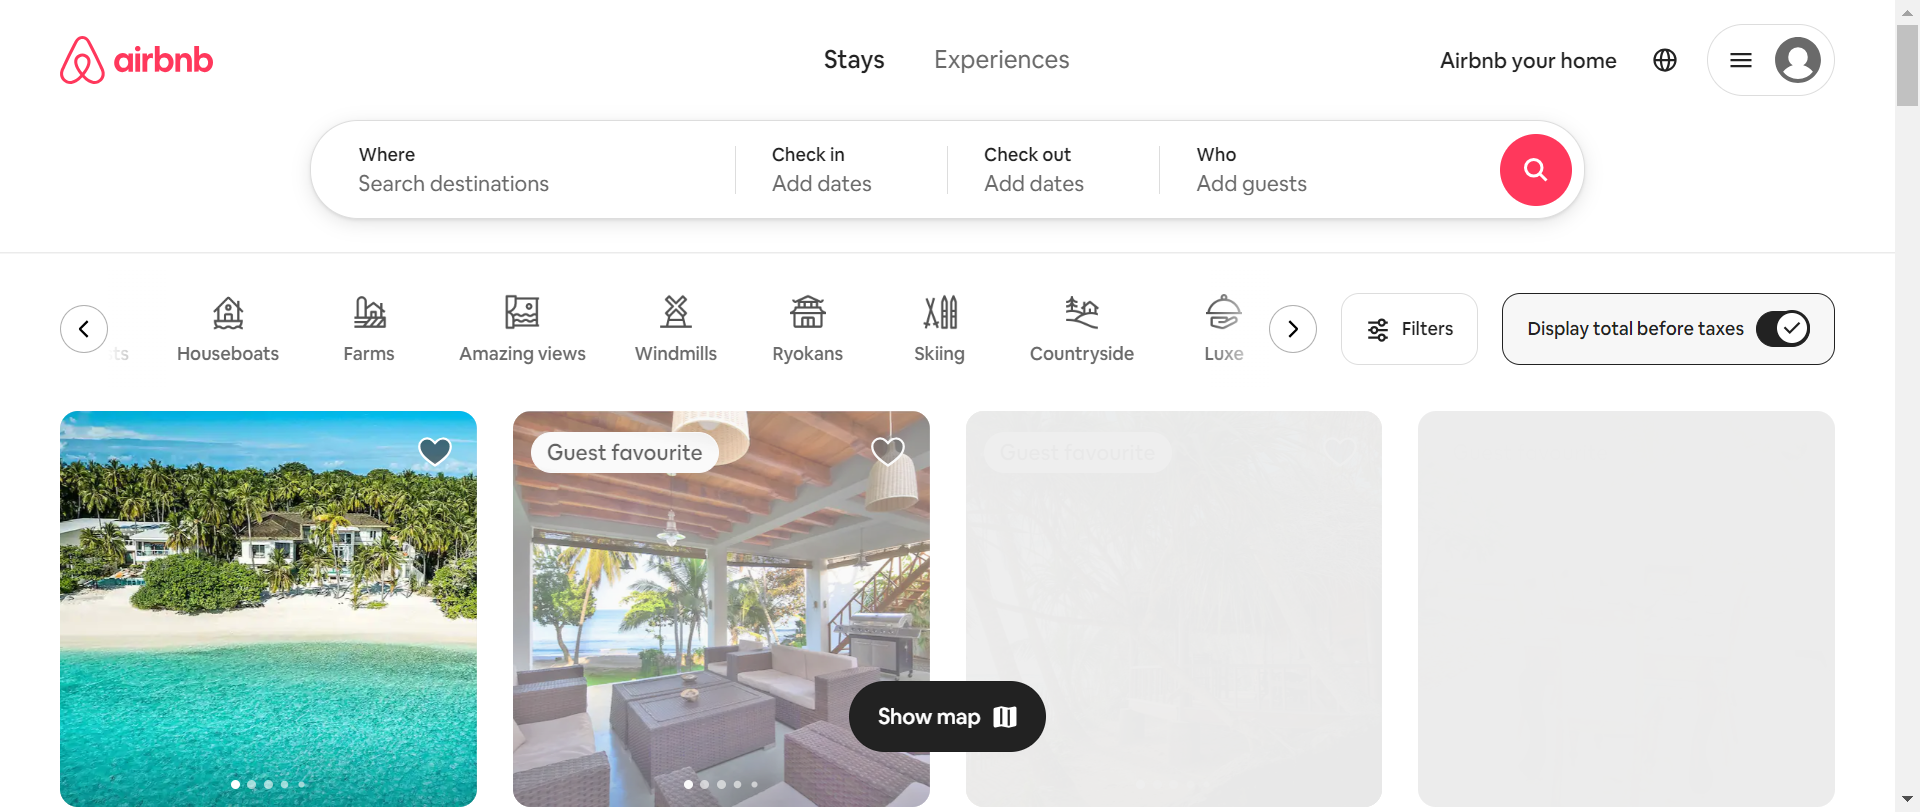 airbnb
Stays
Experiences
Airbnb your home
Where
Search destinations
Check in
Add dates
Check out
Add dates
Who
Add guests
ts
Houseboats
Farms
Amazing views
Windmills
Ryokans
Skiing
Countryside
Luxe
Filters
Display total before taxes
Guest favourite
Guest favourite
Show map